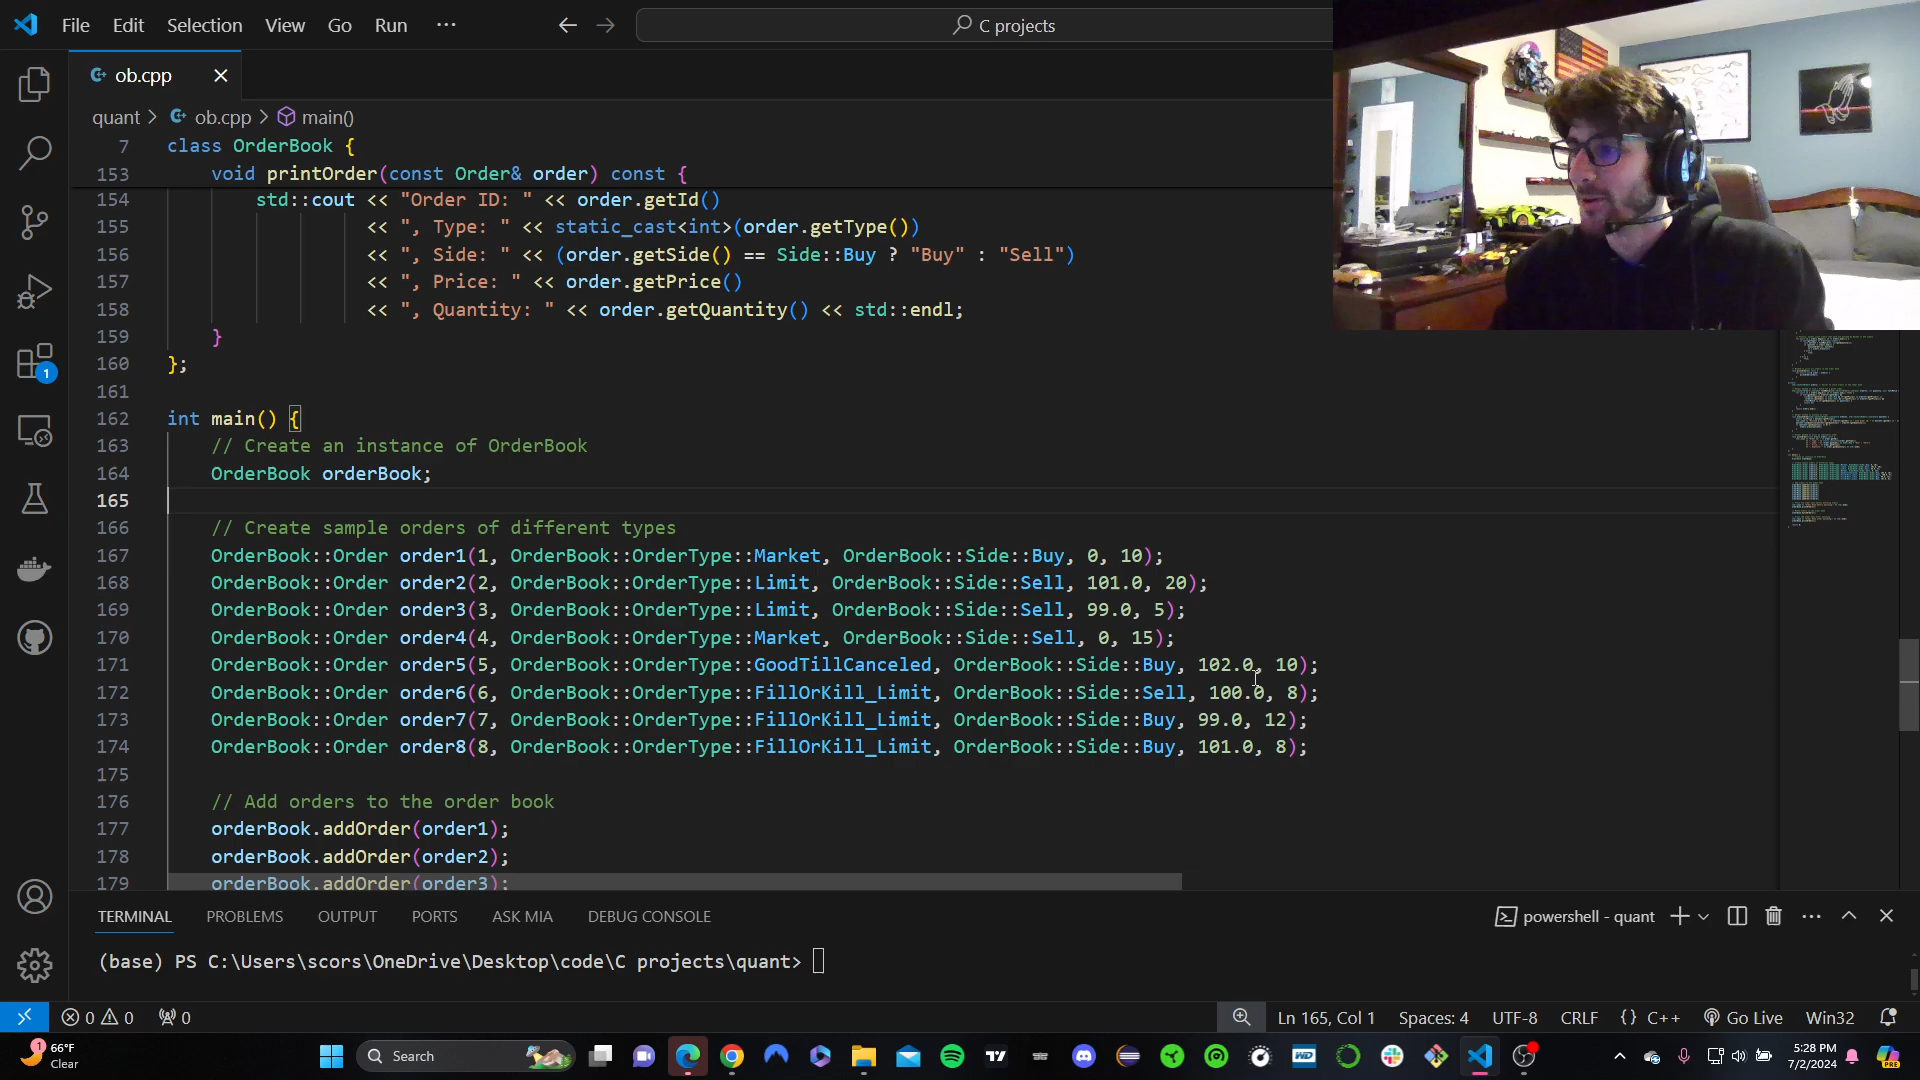 File Edit Selection View Go Run ···
C projects
ob.cpp
quant > ob.cpp > main()
7 class OrderBook {
153 void printOrder(const Order& order) const {
154 std::cout << "Order ID: " << order.getId()
155 << ", Type: " << static_cast<int>(order.getType())
156 << ", Side: " << (order.getSide() == Side::Buy ? "Buy" : "Sell")
157 << ", Price: " << order.getPrice()
158 << ", Quantity: " << order.getQuantity() << std::endl;
159 }
160 };
161
162 int main() {
163 // Create an instance of OrderBook
164 OrderBook orderBook;
165
166 // Create sample orders of different types
167 OrderBook::Order order1(1, OrderBook::OrderType::Market, OrderBook::Side::Buy, 0, 10);
168 OrderBook::Order order2(2, OrderBook::OrderType::Limit, OrderBook::Side::Sell, 101.0, 20);
169 OrderBook::Order order3(3, OrderBook::OrderType::Limit, OrderBook::Side::Sell, 99.0, 5);
170 OrderBook::Order order4(4, OrderBook::OrderType::Market, OrderBook::Side::Sell, 0, 15);
171 OrderBook::Order order5(5, OrderBook::OrderType::GoodTillCanceled, OrderBook::Side::Buy, 102.0, 10);
172 OrderBook::Order order6(6, OrderBook::OrderType::FillOrKill_Limit, OrderBook::Side::Sell, 100.0, 8);
173 OrderBook::Order order7(7, OrderBook::OrderType::FillOrKill_Limit, OrderBook::Side::Buy, 99.0, 12);
174 OrderBook::Order order8(8, OrderBook::OrderType::FillOrKill_Limit, OrderBook::Side::Buy, 101.0, 8);
175
176 // Add orders to the order book
177 orderBook.addOrder(order1);
178 orderBook.addOrder(order2);
179 orderBook.addOrder(order3);
1
TERMINAL PROBLEMS OUTPUT PORTS ASK MIA DEBUG CONSOLE powershell - quant
(base) PS C:\Users\scors\OneDrive\Desktop\code\C projects\quant>
0 0 0 Ln 165, Col 1 Spaces: 4 UTF-8 CRLF {} C++ Go Live Win32
1 66°F
Clear
Search
WD
PRE
5:28 PM
7/2/2024